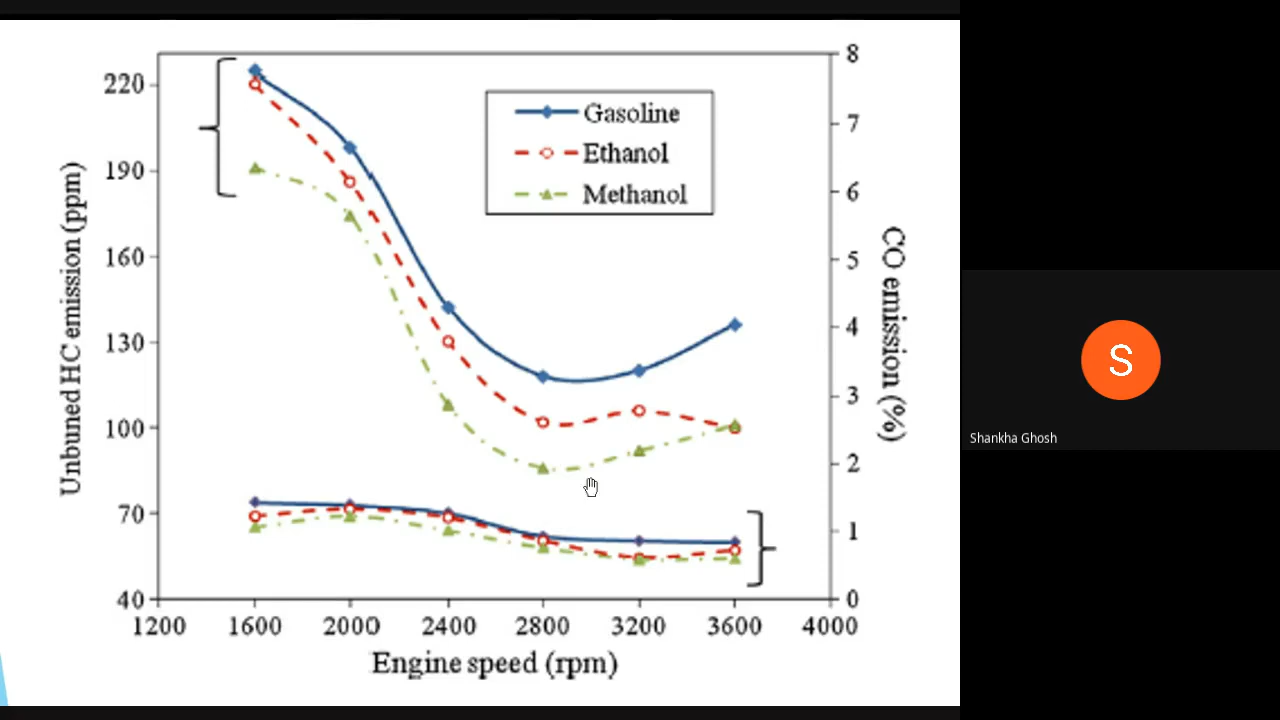 Unbuned HC emission (ppm)
220
190
160
130
100
70
40
Gasoline
Ethanol
Methanol
8
7
6
5
4
3
2
1
0
CO emission (%)
1200 1600 2000 2400 2800 3200 3600 4000
Engine speed (rpm)
S
Shankha Ghosh